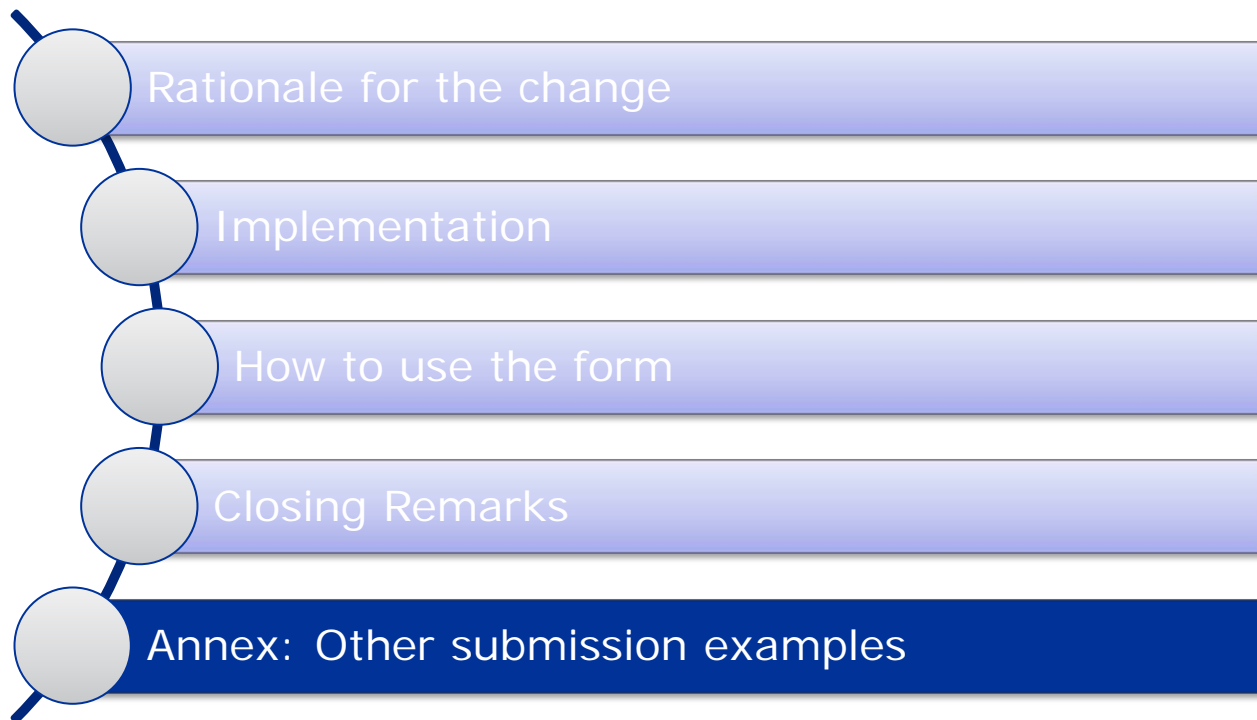 Rationale for the change
Implementation
How to use the form
Closing Remarks
Annex: Other submission examples